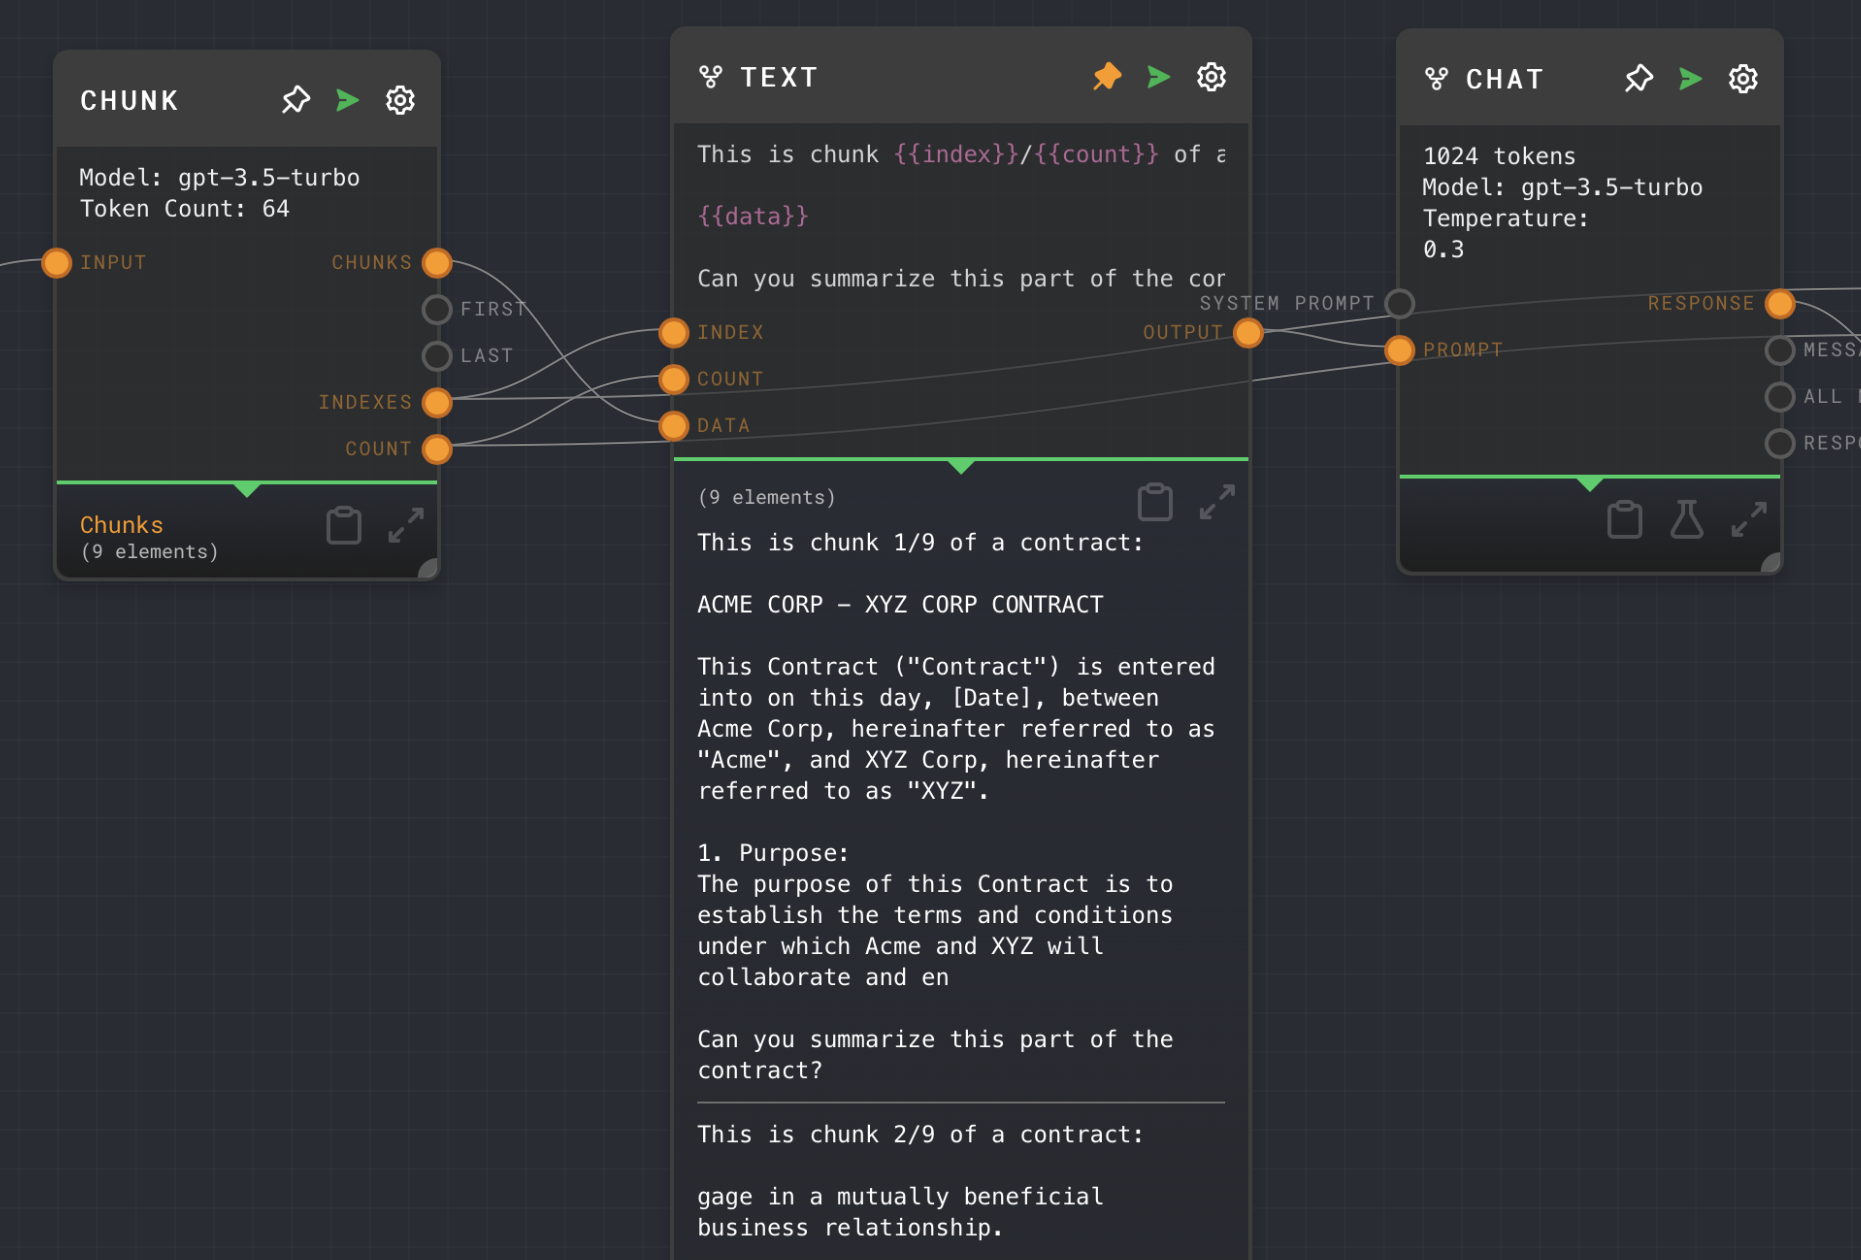 CHUNK
Model: gpt-3.5-turbo
Token Count: 64
INPUT
CHUNKS
FIRST
LAST
INDEXES
COUNT
Chunks
(9 elements)
TEXT
This is chunk {{index}}/{{count}} of a
{{data}}
Can you summarize this part of the con
INDEX
COUNT
DATA
OUTPUT
(9 elements)
This is chunk 1/9 of a contract:
ACME CORP – XYZ CORP CONTRACT
This Contract ("Contract") is entered
into on this day, [Date], between
Acme Corp, hereinafter referred to as
"Acme", and XYZ Corp, hereinafter
referred to as "XYZ".
1. Purpose:
The purpose of this Contract is to
establish the terms and conditions
under which Acme and XYZ will
collaborate and en
Can you summarize this part of the
contract?
This is chunk 2/9 of a contract:
gage in a mutually beneficial
business relationship.
CHAT
1024 tokens
Model: gpt-3.5-turbo
Temperature:
0.3
SYSTEM PROMPT
PROMPT
RESPONSE
MESSA
ALL
RESPO